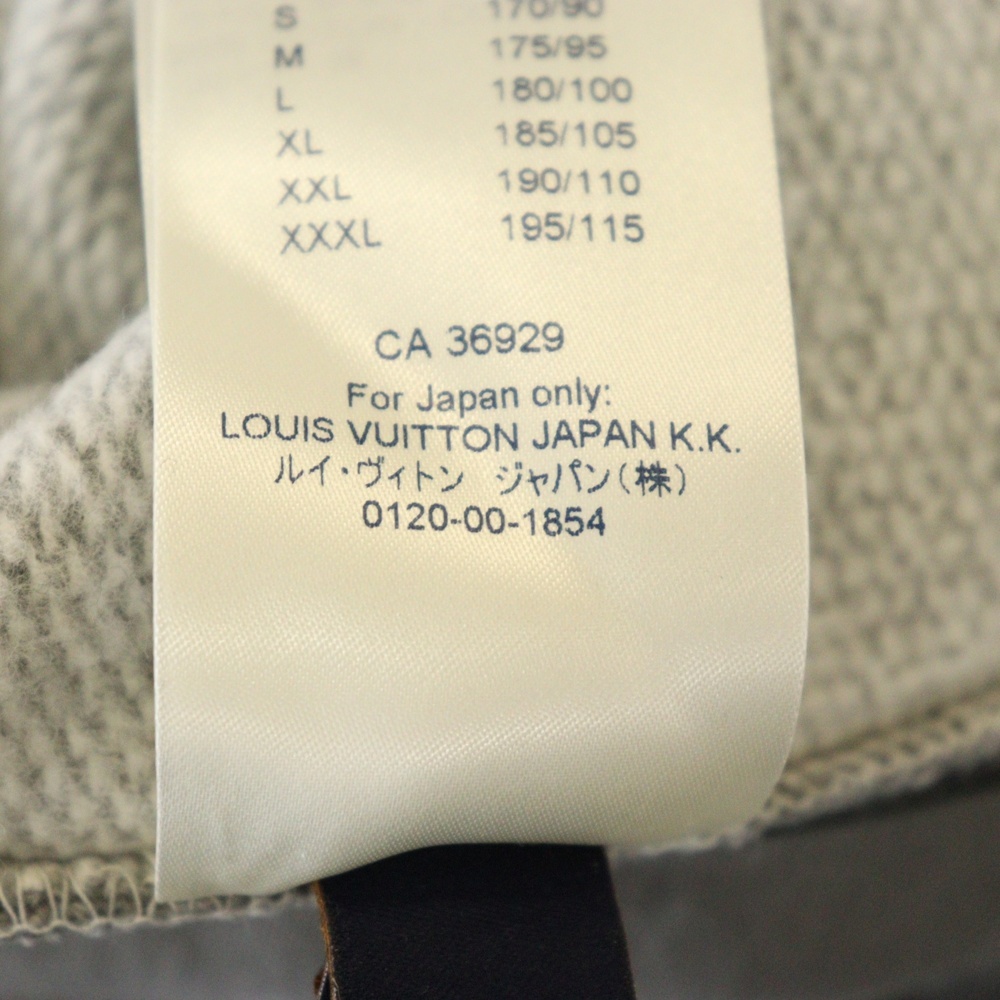 S 170/90
M 175/95
L 180/100
XL 185/105
XXL 190/110
XXXL 195/115
CA 36929
For Japan only:
LOUIS VUITTON JAPAN K.K.
ルイ・ヴィトン ジャパン(株)
0120-00-1854